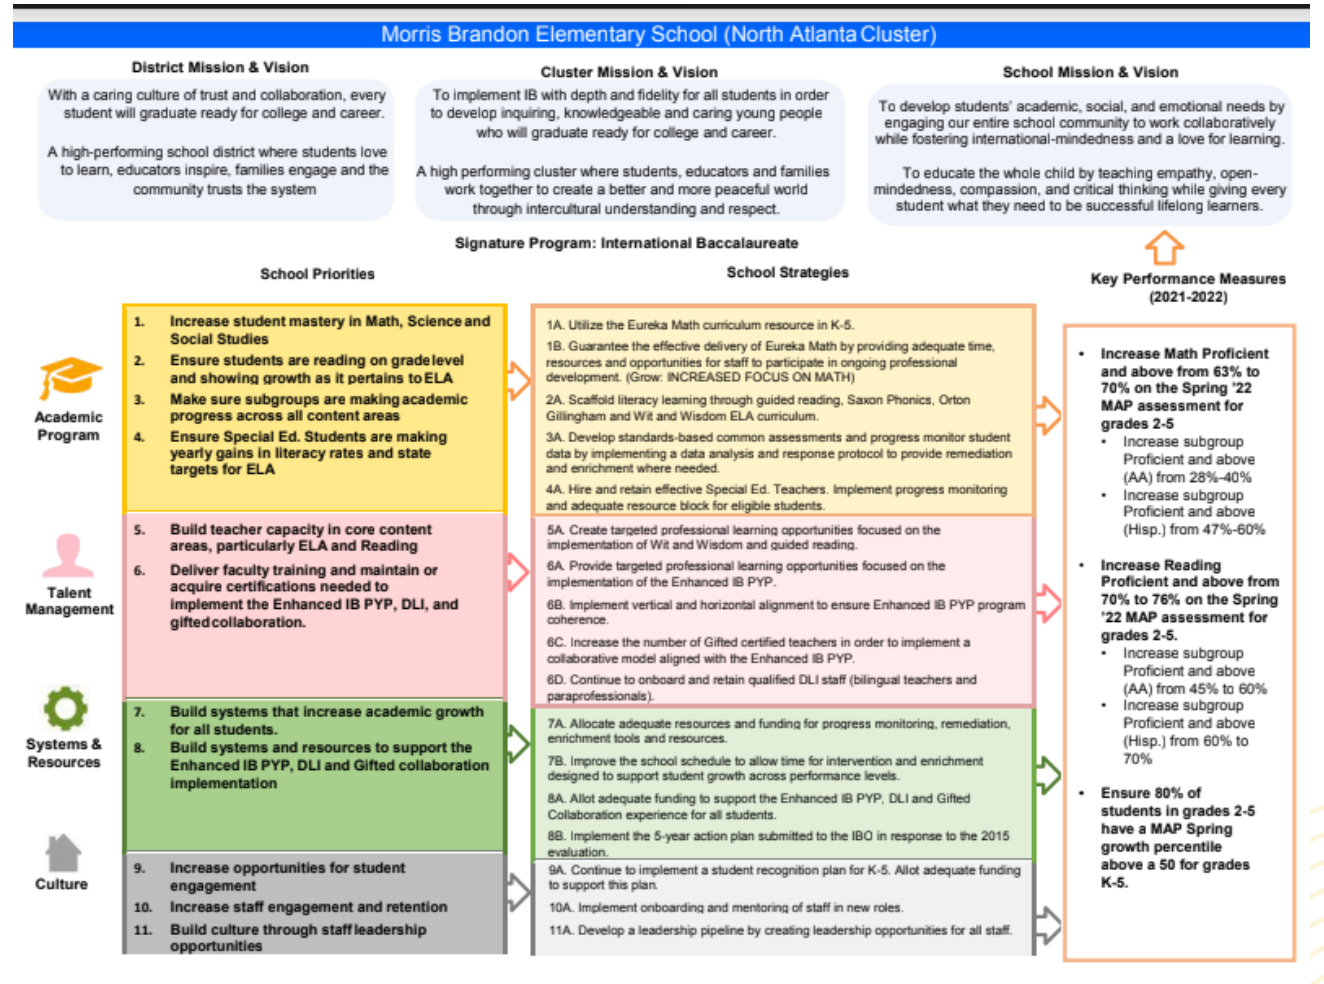 Morris Brandon Elementary School (North Atlanta Cluster)
District Mission & Vision
With a caring culture of trust and collaboration, every
student will graduate ready for college and career.
A high-performing school district where students love
to learn, educators inspire, families engage and the
community trusts the system
Cluster Mission & Vision
To implement IB with depth and fidelity for all students in order
to develop inquiring, knowledgeable and caring young people
who will graduate ready for college and career.
A high performing cluster where students, educators and families
work together to create a better and more peaceful world
through intercultural understanding and respect.
School Mission & Vision
To develop students' academic, social, and emotional needs by
engaging our entire school community to work collaboratively
while fostering international-mindedness and a love for learning.
To educate the whole child by teaching empathy, open-
mindedness, compassion, and critical thinking while giving every
student what they need to be successful lifelong learners.
Signature Program: International Baccalaureate
School Priorities
School Strategies
Key Performance Measures
(2021-2022)
Academic
Program
1. Increase student mastery in Math, Science and
Social Studies
2. Ensure students are reading on grade level
and showing growth as it pertains to ELA
3. Make sure subgroups are making academic
progress across all content areas
4. Ensure Special Ed. Students are making
yearly gains in literacy rates and state
targets for ELA
1A. Utilize the Eureka Math curriculum resource in K-5.
1B. Guarantee the effective delivery of Eureka Math by providing adequate time,
resources and opportunities for staff to participate in ongoing professional
development. (Grow: INCREASED FOCUS ON MATH)
2A. Scaffold literacy learning through guided reading, Saxon Phonics, Orton
Gillingham and Wit and Wisdom ELA curriculum.
3A. Develop standards-based common assessments and progress monitor student
data by implementing a data analysis and response protocol to provide remediation
and enrichment where needed.
4A. Hire and retain effective Special Ed. Teachers. Implement progress monitoring
and adequate resource block for eligible students.
Talent
Management
5. Build teacher capacity in core content
areas, particularly ELA and Reading
6. Deliver faculty training and maintain or
acquire certifications needed to
implement the Enhanced IB PYP, DLI, and
gifted collaboration.
5A. Create targeted professional learning opportunities focused on the
implementation of Wit and Wisdom and guided reading.
6A. Provide targeted professional learning opportunities focused on the
implementation of the Enhanced IB PYP.
6B. Implement vertical and horizontal alignment to ensure Enhanced IB PYP program
coherence.
6C. Increase the number of Gifted certified teachers in order to implement a
collaborative model aligned with the Enhanced IB PYP.
6D. Continue to onboard and retain qualified DLI staff (bilingual teachers and
paraprofessionals).
Systems &
Resources
7. Build systems that increase academic growth
for all students.
8. Build systems and resources to support the
Enhanced IB PYP, DLI and Gifted collaboration
implementation
7A. Allocate adequate resources and funding for progress monitoring, remediation,
enrichment tools and resources.
7B. Improve the school schedule to allow time for intervention and enrichment
designed to support student growth across performance levels.
8A. Allot adequate funding to support the Enhanced IB PYP, DLI and Gifted
Collaboration experience for all students.
8B. Implement the 5-year action plan submitted to the IBO in response to the 2015
evaluation.
Culture
9. Increase opportunities for student
engagement
10. Increase staff engagement and retention
11. Build culture through staff leadership
opportunities
9A. Continue to implement a student recognition plan for K-5. Allot adequate funding
to support this plan.
10A. Implement onboarding and mentoring of staff in new roles.
11A. Develop a leadership pipeline by creating leadership opportunities for all staff.
• Increase Math Proficient
and above from 63% to
70% on the Spring '22
MAP assessment for
grades 2-5
• Increase subgroup
Proficient and above
(AA) from 28%-40%
• Increase subgroup
Proficient and above
(Hisp.) from 47%-60%
• Increase Reading
Proficient and above from
70% to 76% on the Spring
'22 MAP assessment for
grades 2-5.
• Increase subgroup
Proficient and above
(AA) from 45% to 60%
• Increase subgroup
Proficient and above
(Hisp.) from 60% to
70%
• Ensure 80% of
students in grades 2-5
have a MAP Spring
growth percentile
above a 50 for grades
K-5.